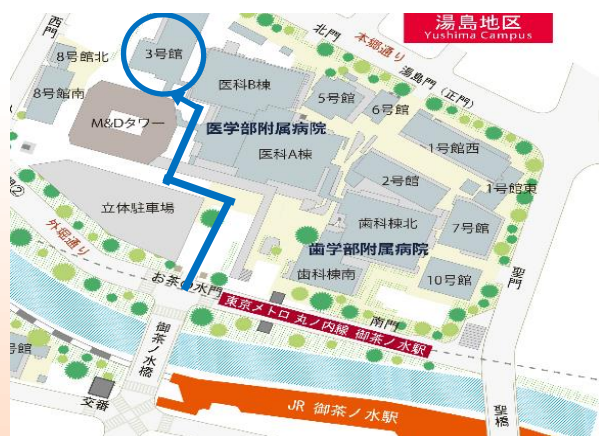 湯島地区
Yushima Campus
西門
北門
本郷通り
湯島門（正門）
3号館
8号館北
8号館南
医科B棟
5号館
6号館
M&Dタワー
医学部附属病院
医科A棟
1号館西
2号館
1号館東
立体駐車場
歯科棟北
7号館
歯学部附属病院
外堀通り
お茶の水門
歯科棟南
10号館
聖門
南門
東京メトロ 丸ノ内線 御茶ノ水駅
御茶ノ水橋
号館
交番
JR 御茶ノ水駅
聖橋